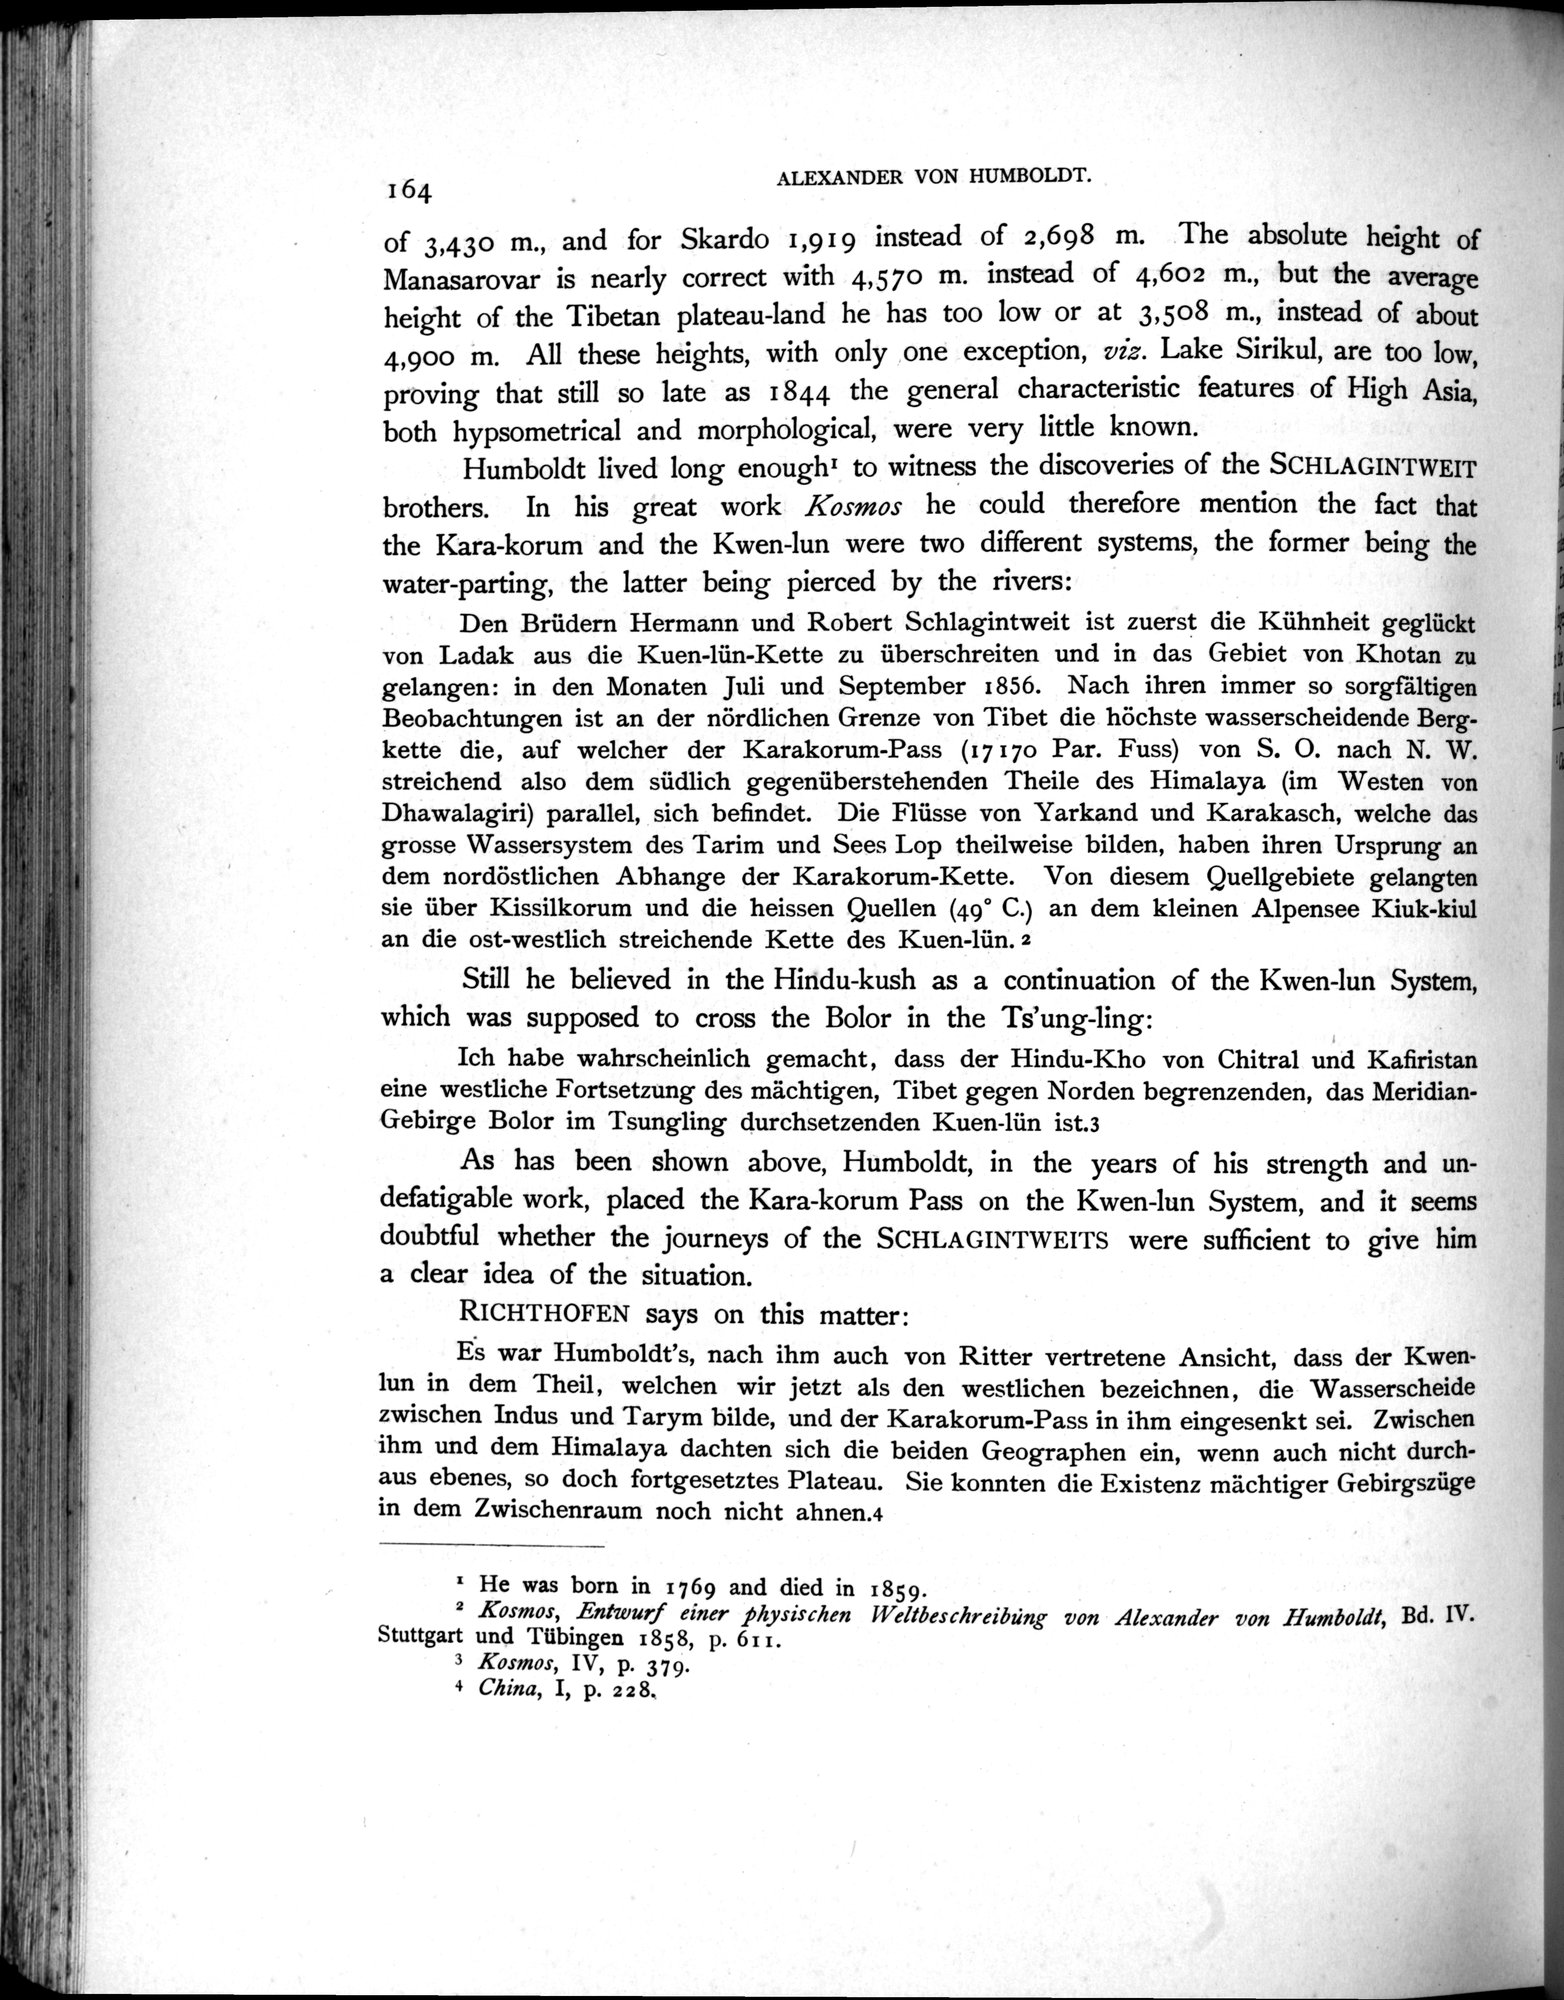 164
ALEXANDER VON HUMBOLDT.
of 3,430 m., and for Skardo 1,919 instead of 2,698 m. The absolute height of
Manasarovar is nearly correct with 4,570 m. instead of 4,602 m., but the average
height of the Tibetan plateau-land he has too low or at 3,508 m., instead of about
4,900 m. All these heights, with only one exception, viz. Lake Sirikul, are too low,
proving that still so late as 1844 the general characteristic features of High Asia,
both hypsometrical and morphological, were very little known.
Humboldt lived long enough¹ to witness the discoveries of the SCHLAGINTWEIT
brothers. In his great work Kosmos he could therefore mention the fact that
the Kara-korum and the Kwen-lun were two different systems, the former being the
water-parting, the latter being pierced by the rivers:
Den Brüdern Hermann und Robert Schlagintweit ist zuerst die Kühnheit geglückt
von Ladak aus die Kuen-lün-Kette zu überschreiten und in das Gebiet von Khotan zu
gelangen: in den Monaten Juli und September 1856. Nach ihren immer so sorgfältigen
Beobachtungen ist an der nördlichen Grenze von Tibet die höchste wasserscheidende Berg-
kette die, auf welcher der Karakorum-Pass (17170 Par. Fuss) von S. O. nach N. W.
streichend also dem südlich gegenüberstehenden Theile des Himalaya (im Westen von
Dhawalagiri) parallel, sich befindet. Die Flüsse von Yarkand und Karakasch, welche das
grosse Wassersystem des Tarim und Sees Lop theilweise bilden, haben ihren Ursprung an
dem nordöstlichen Abhange der Karakorum-Kette. Von diesem Quellgebiete gelangten
sie über Kissilkorum und die heissen Quellen (49° C.) an dem kleinen Alpensee Kiuk-kiul
an die ost-westlich streichende Kette des Kuen-lün. ²
Still he believed in the Hindu-kush as a continuation of the Kwen-lun System,
which was supposed to cross the Bolor in the Ts'ung-ling:
Ich habe wahrscheinlich gemacht, dass der Hindu-Kho von Chitral und Kafiristan
eine westliche Fortsetzung des mächtigen, Tibet gegen Norden begrenzenden, das Meridian-
Gebirge Bolor im Tsungling durchsetzenden Kuen-lün ist.³
As has been shown above, Humboldt, in the years of his strength and un-
defatigable work, placed the Kara-korum Pass on the Kwen-lun System, and it seems
doubtful whether the journeys of the SCHLAGINTWEITS were sufficient to give him
a clear idea of the situation.
RICHTHOFEN says on this matter:
Es war Humboldt's, nach ihm auch von Ritter vertretene Ansicht, dass der Kwen-
lun in dem Theil, welchen wir jetzt als den westlichen bezeichnen, die Wasserscheide
zwischen Indus und Tarym bilde, und der Karakorum-Pass in ihm eingesenkt sei. Zwischen
ihm und dem Himalaya dachten sich die beiden Geographen ein, wenn auch nicht durch-
aus ebenes, so doch fortgesetztes Plateau. Sie konnten die Existenz mächtiger Gebirgszüge
in dem Zwischenraum noch nicht ahnen.⁴
¹ He was born in 1769 and died in 1859.
² Kosmos, Entwurf einer physischen Weltbeschreibung von Alexander von Humboldt, Bd. IV.
Stuttgart und Tübingen 1858, p. 611.
³ Kosmos, IV, p. 379.
⁴ China, I, p. 228.